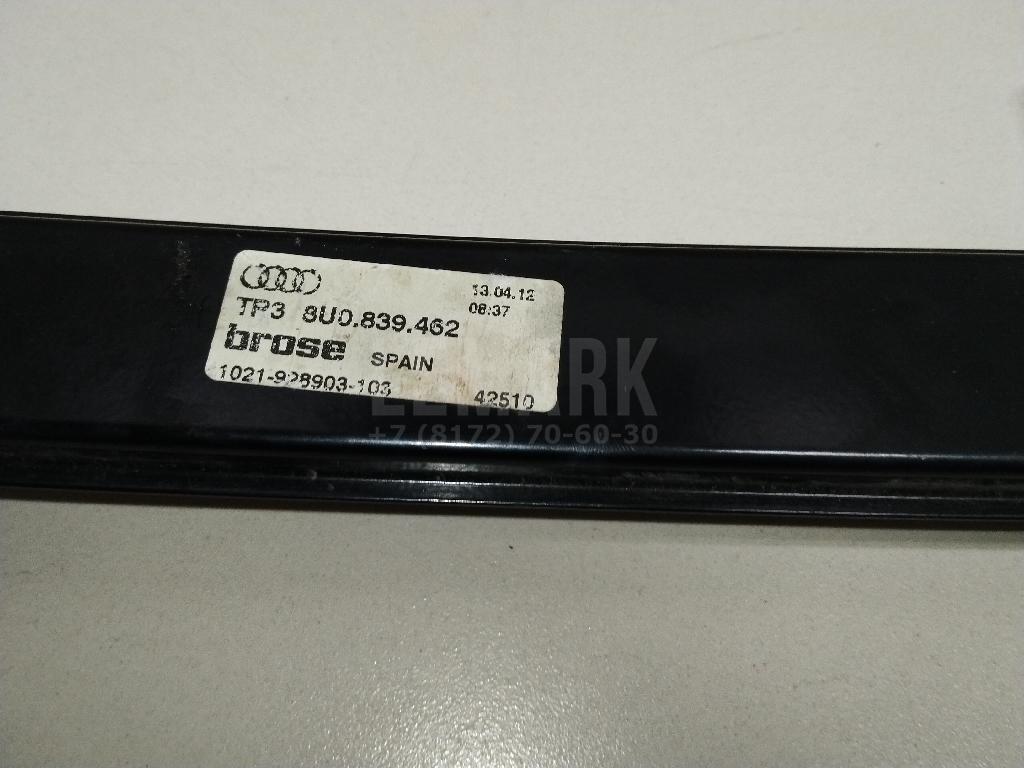 13.04.12
TP3 8U0.839.462
08:37
brose SPAIN
1021-928903-103
42510
+7 (8172) 70-60-30